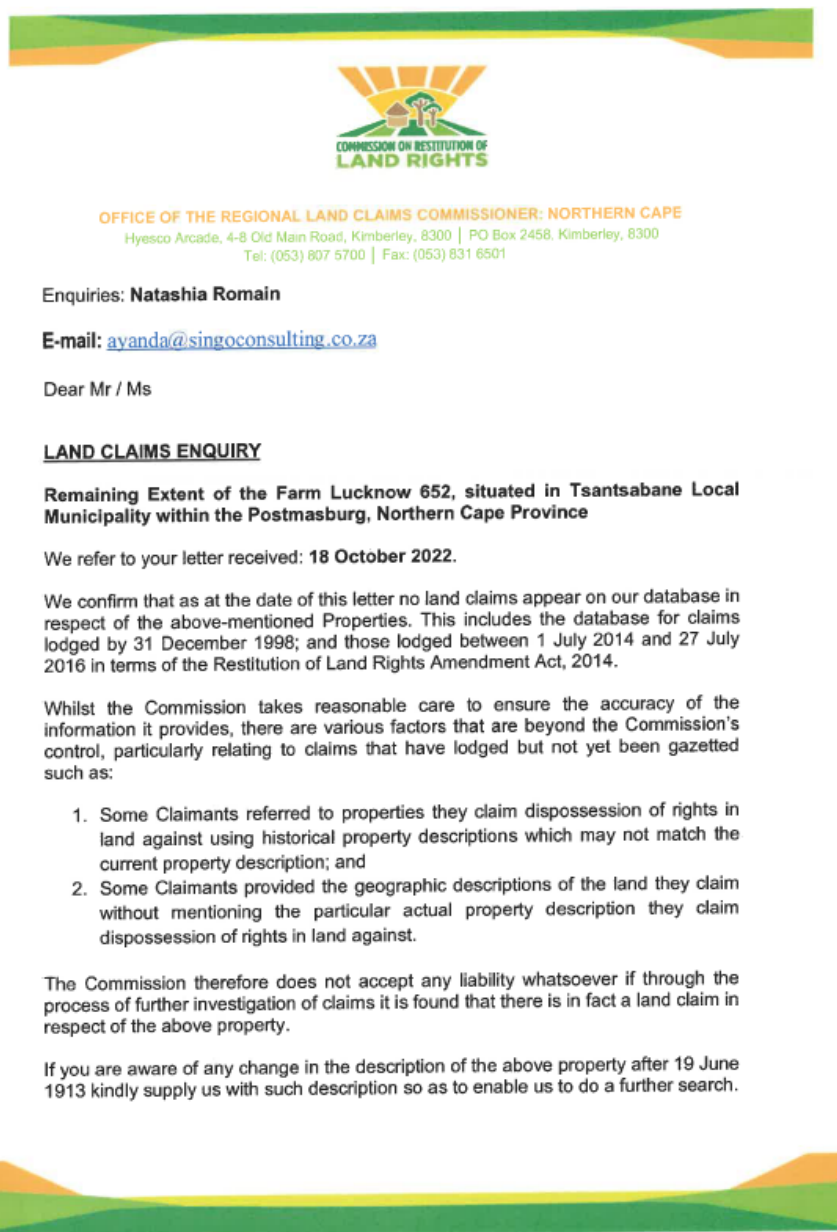 COMMISSION ON RESTITUTION OF
LAND RIGHTS
OFFICE OF THE REGIONAL LAND CLAIMS COMMISSIONER: NORTHERN CAPE
Hyesco Arcade, 4-8 Old Main Road, Kimberley, 8300 | PO Box 2458, Kimberley, 8300
Tel: (053) 807 5700 | Fax: (053) 831 6501
Enquiries: Natashia Romain
E-mail: ayanda@singoconsulting.co.za
Dear Mr / Ms
LAND CLAIMS ENQUIRY
Remaining Extent of the Farm Lucknow 652, situated in Tsantsabane Local
Municipality within the Postmasburg, Northern Cape Province
We refer to your letter received: 18 October 2022.
We confirm that as at the date of this letter no land claims appear on our database in
respect of the above-mentioned Properties. This includes the database for claims
lodged by 31 December 1998; and those lodged between 1 July 2014 and 27 July
2016 in terms of the Restitution of Land Rights Amendment Act, 2014.
Whilst the Commission takes reasonable care to ensure the accuracy of the
information it provides, there are various factors that are beyond the Commission's
control, particularly relating to claims that have lodged but not yet been gazetted
such as:
1. Some Claimants referred to properties they claim dispossession of rights in
land against using historical property descriptions which may not match the
current property description; and
2. Some Claimants provided the geographic descriptions of the land they claim
without mentioning the particular actual property description they claim
dispossession of rights in land against.
The Commission therefore does not accept any liability whatsoever if through the
process of further investigation of claims it is found that there is in fact a land claim in
respect of the above property.
If you are aware of any change in the description of the above property after 19 June
1913 kindly supply us with such description so as to enable us to do a further search.